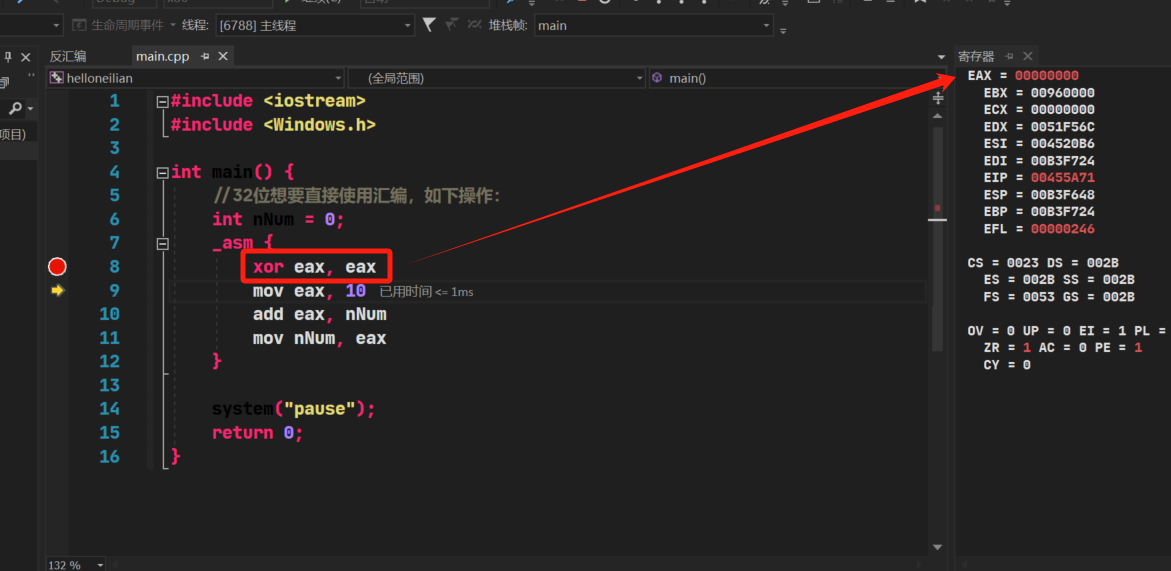 生命周期事件 线程: [6788] 主线程 堆栈帧: main
反汇编 main.cpp 寄存器
helloneilian (全局范围) main()
项目)
1 #include <iostream>
2 #include <Windows.h>
3
4 int main() {
5 //32位想要直接使用汇编，如下操作：
6 int nNum = 0;
7 _asm {
8 xor eax, eax
9 mov eax, 10 已用时间 <= 1ms
10 add eax, nNum
11 mov nNum, eax
12 }
13
14 system("pause");
15 return 0;
16 }
132 %
EAX = 00000000
EBX = 00960000
ECX = 00000000
EDX = 0051F56C
ESI = 004520B6
EDI = 00B3F724
EIP = 00455A71
ESP = 00B3F648
EBP = 00B3F724
EFL = 00000246
CS = 0023 DS = 002B
ES = 002B SS = 002B
FS = 0053 GS = 002B
OV = 0 UP = 0 EI = 1 PL =
ZR = 1 AC = 0 PE = 1
CY = 0